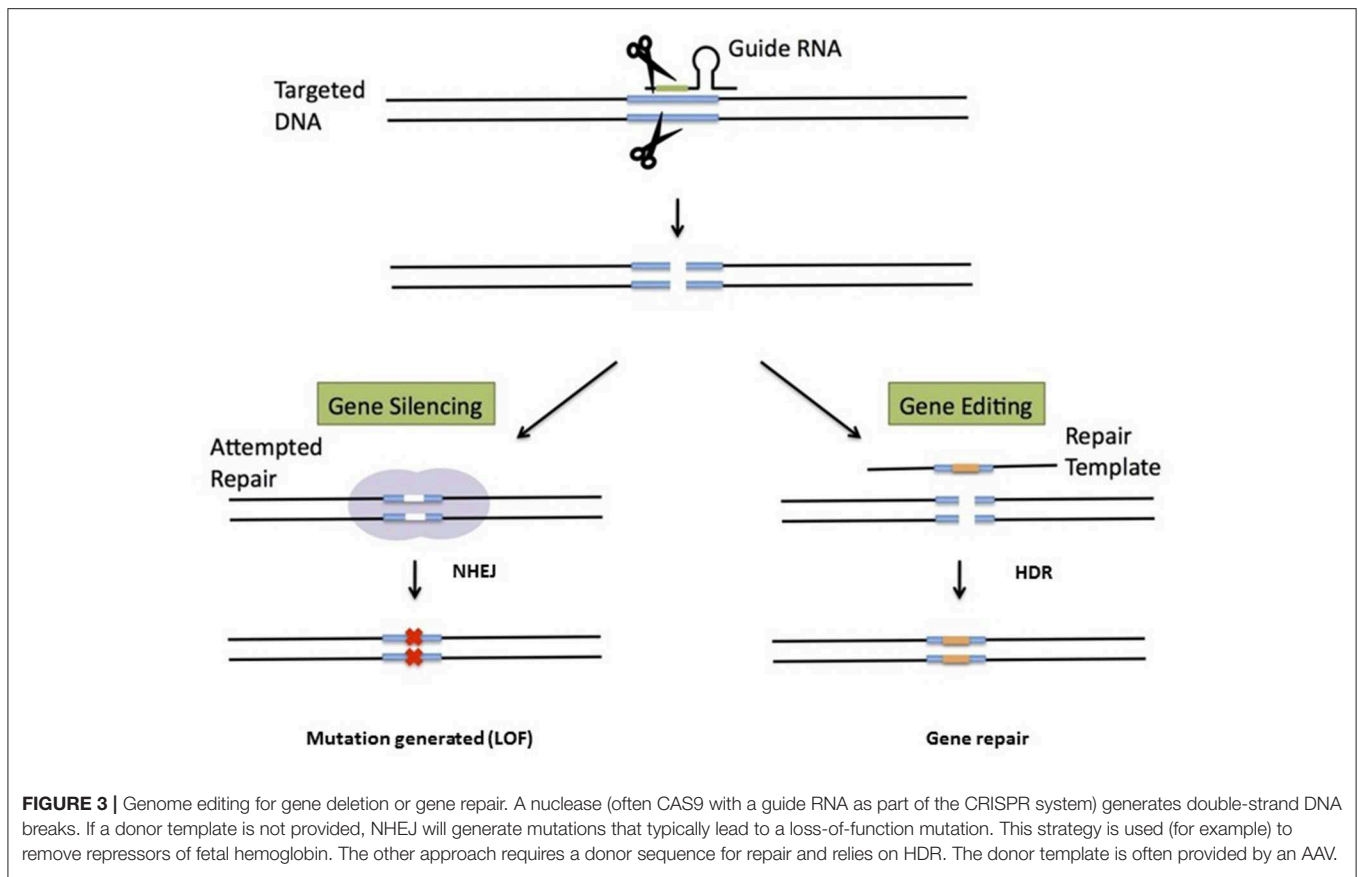 Guide RNA
Targeted
DNA
Gene Silencing
Gene Editing
Attempted
Repair
Repair
Template
NHEJ
HDR
Mutation generated (LOF)
Gene repair
FIGURE 3 | Genome editing for gene deletion or gene repair. A nuclease (often CAS9 with a guide RNA as part of the CRISPR system) generates double-strand DNA
breaks. If a donor template is not provided, NHEJ will generate mutations that typically lead to a loss-of-function mutation. This strategy is used (for example) to
remove repressors of fetal hemoglobin. The other approach requires a donor sequence for repair and relies on HDR. The donor template is often provided by an AAV.